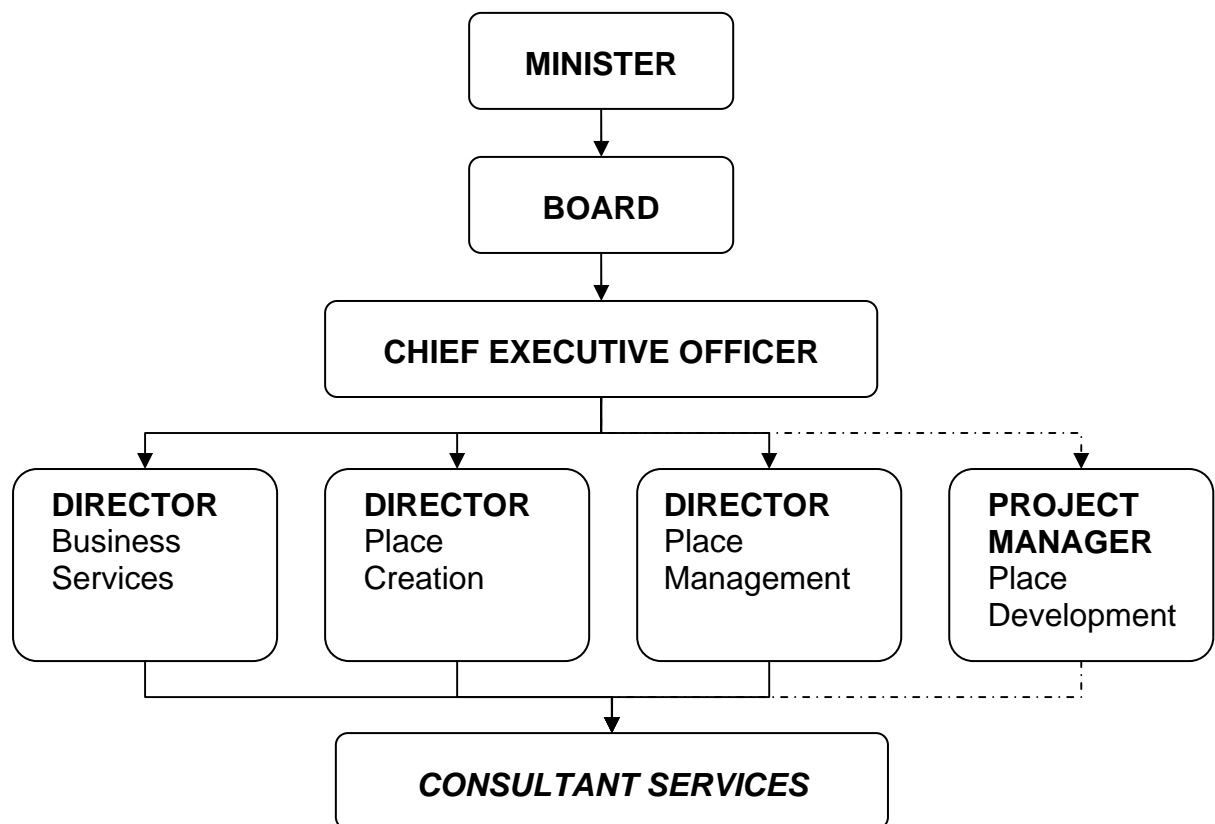 MINISTER
BOARD
CHIEF EXECUTIVE OFFICER
DIRECTOR
Business
Services
DIRECTOR
Place
Creation
DIRECTOR
Place
Management
PROJECT
MANAGER
Place
Development
CONSULTANT SERVICES